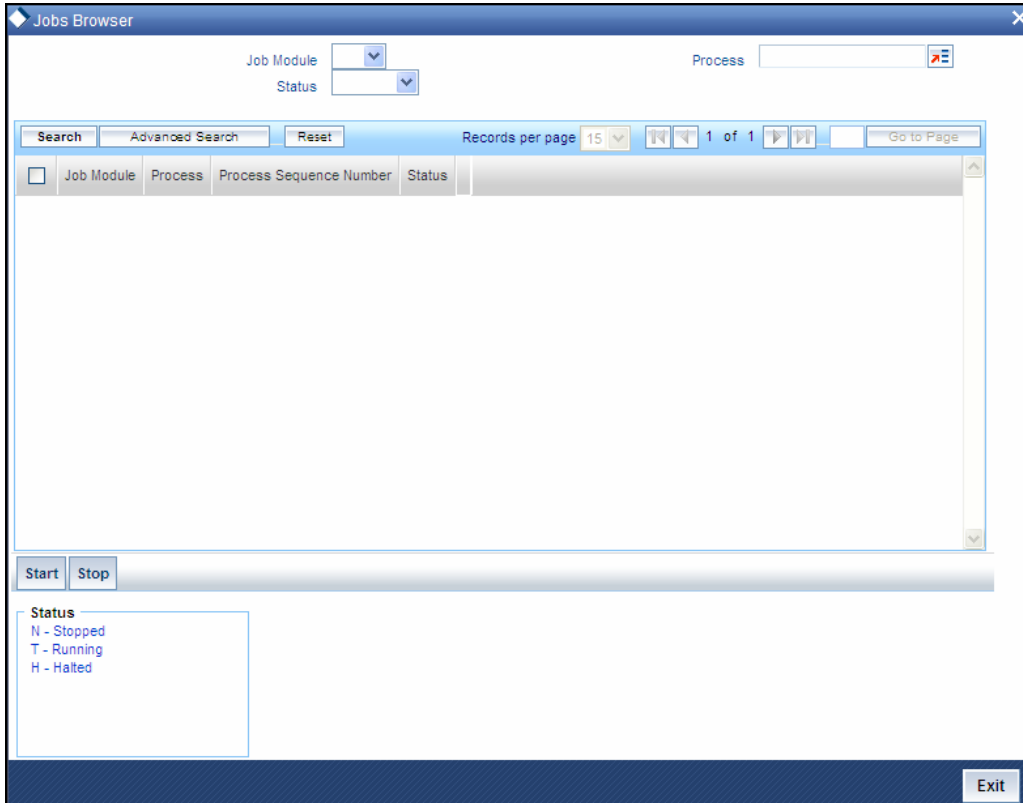 Jobs Browser
Job Module
Process
Status
Search Advanced Search Reset Records per page 15 1 of 1 Go to Page
Job Module Process Process Sequence Number Status
Start Stop
Status
N - Stopped
T - Running
H - Halted
Exit